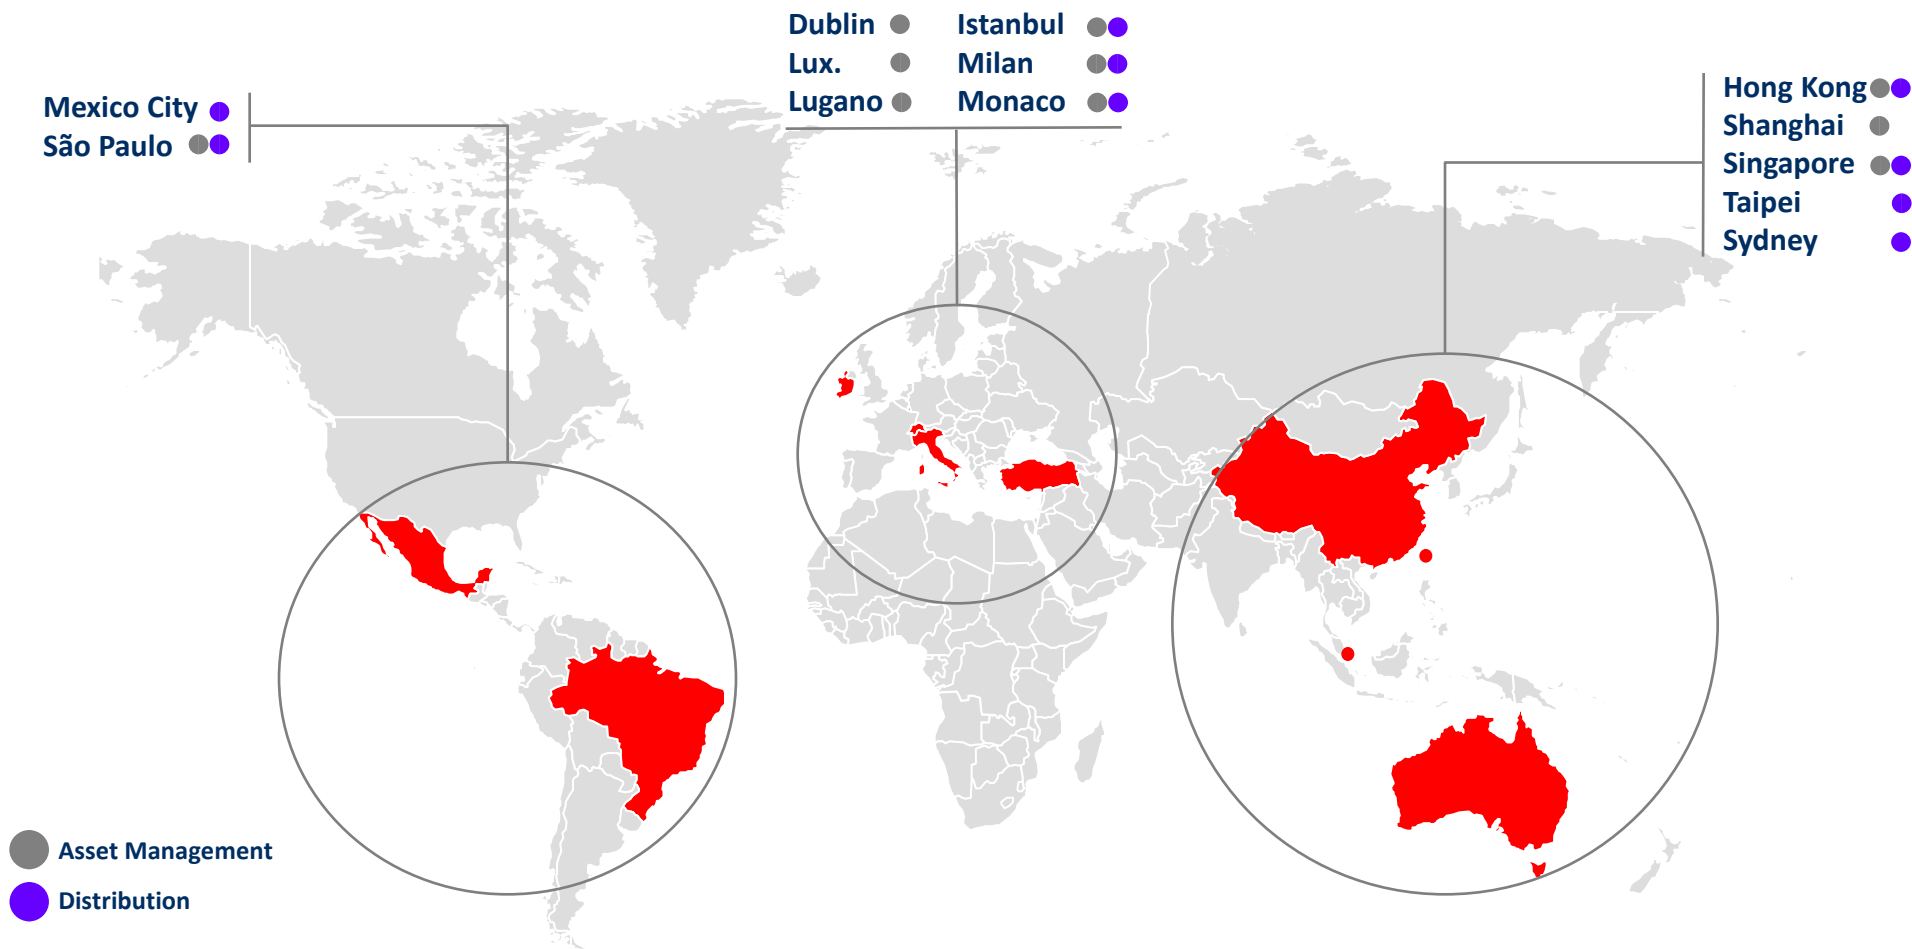 Dublin
Lux.
Lugano
Istanbul
Milan
Monaco
Mexico City
São Paulo
Hong Kong
Shanghai
Singapore
Taipei
Sydney
Asset Management
Distribution